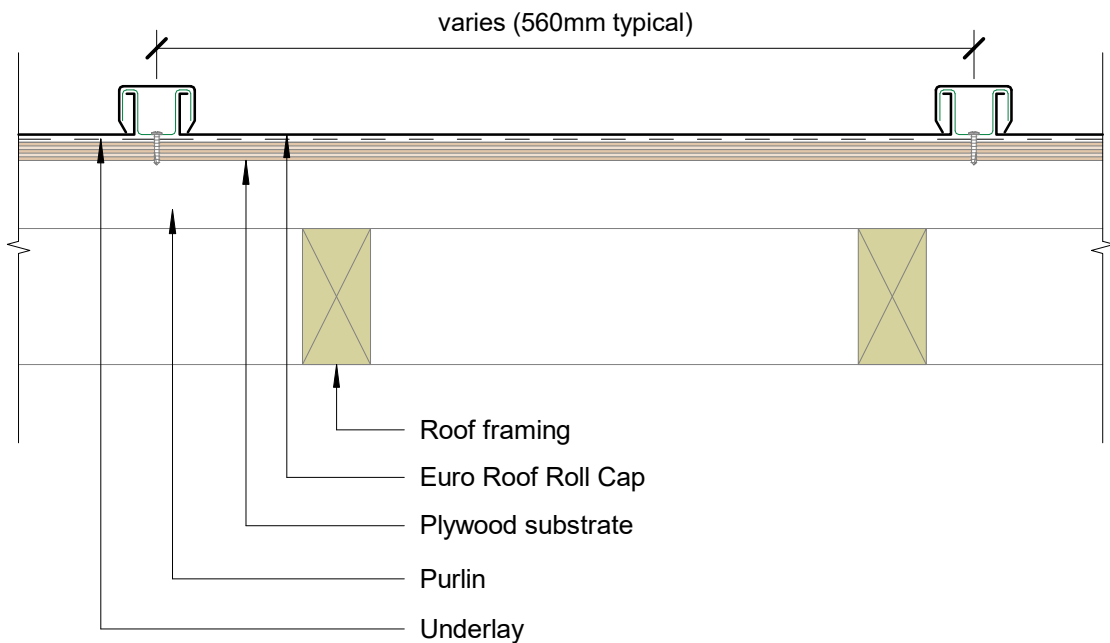 varies (560mm typical)
Roof framing
Euro Roof Roll Cap
Plywood substrate
Purlin
Underlay